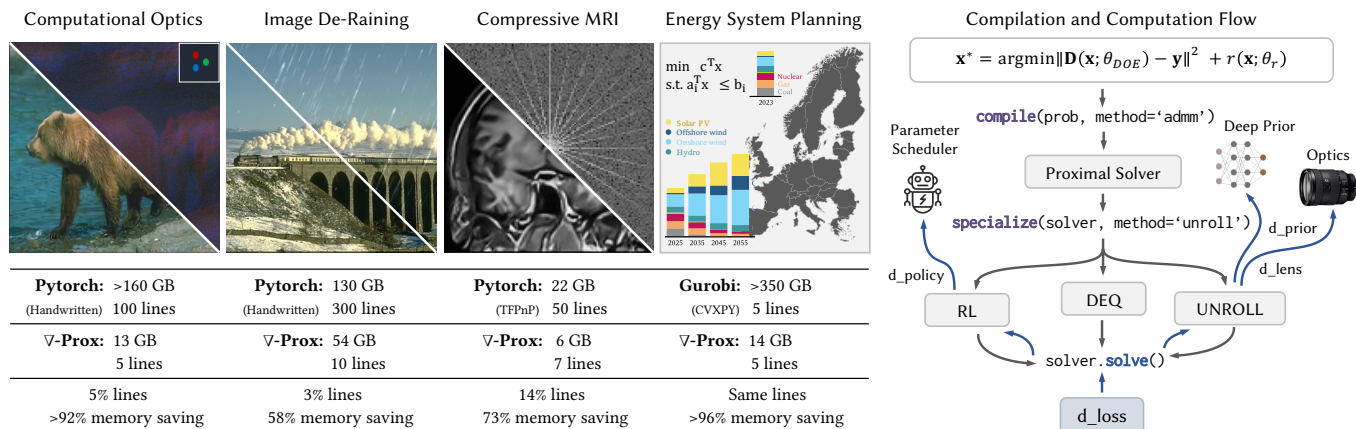 Computational Optics
Image De-Raining
Compressive MRI
Energy System Planning
min cᵀx
s.t. aᵢᵀx ≤ bᵢ
Nuclear
Gas
Coal
2023
Solar PV
Offshore wind
Onshore wind
Hydro
2025 2035 2045 2055
Pytorch: >160 GB
(Handwritten) 100 lines
Pytorch: 130 GB
(Handwritten) 300 lines
Pytorch: 22 GB
(TFPnP) 50 lines
Gurobi: >350 GB
(CVXPY) 5 lines
∇-Prox: 13 GB
5 lines
∇-Prox: 54 GB
10 lines
∇-Prox: 6 GB
7 lines
∇-Prox: 14 GB
5 lines
5% lines
>92% memory saving
3% lines
58% memory saving
14% lines
73% memory saving
Same lines
>96% memory saving
Compilation and Computation Flow
x* = argmin‖D(x; θ_DOE) − y‖² + r(x; θ_r)
compile(prob, method=‘admm’)
Parameter
Scheduler
Deep Prior
Optics
Proximal Solver
specialize(solver, method=‘unroll’)
d_prior
d_lens
d_policy
RL
DEQ
UNROLL
solver.solve()
d_loss